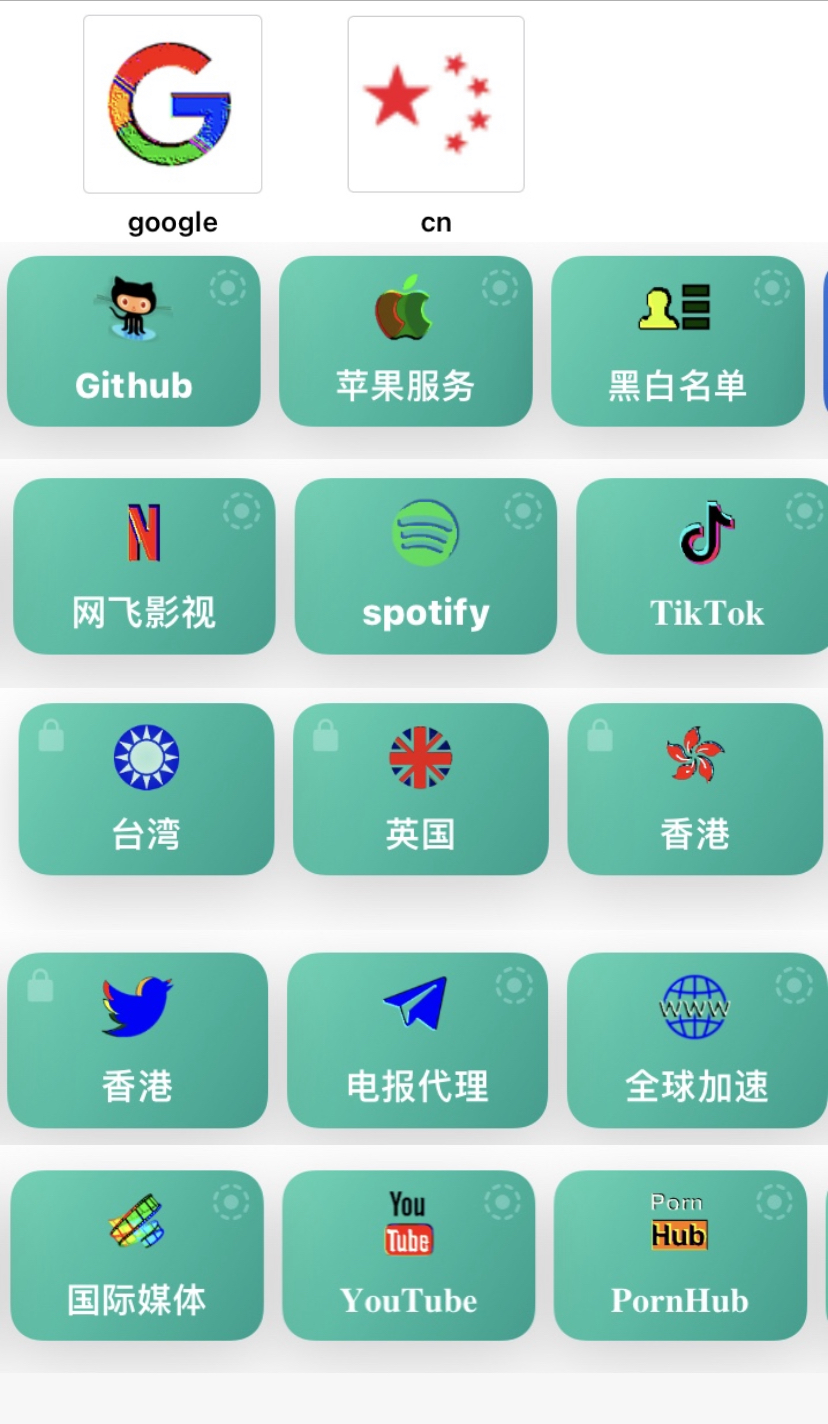 google
cn
Github
苹果服务
黑白名单
网飞影视
spotify
TikTok
台湾
英国
香港
WWW
香港
电报代理
全球加速
You
Tube
Porn
Hub
国际媒体
YouTube
PornHub